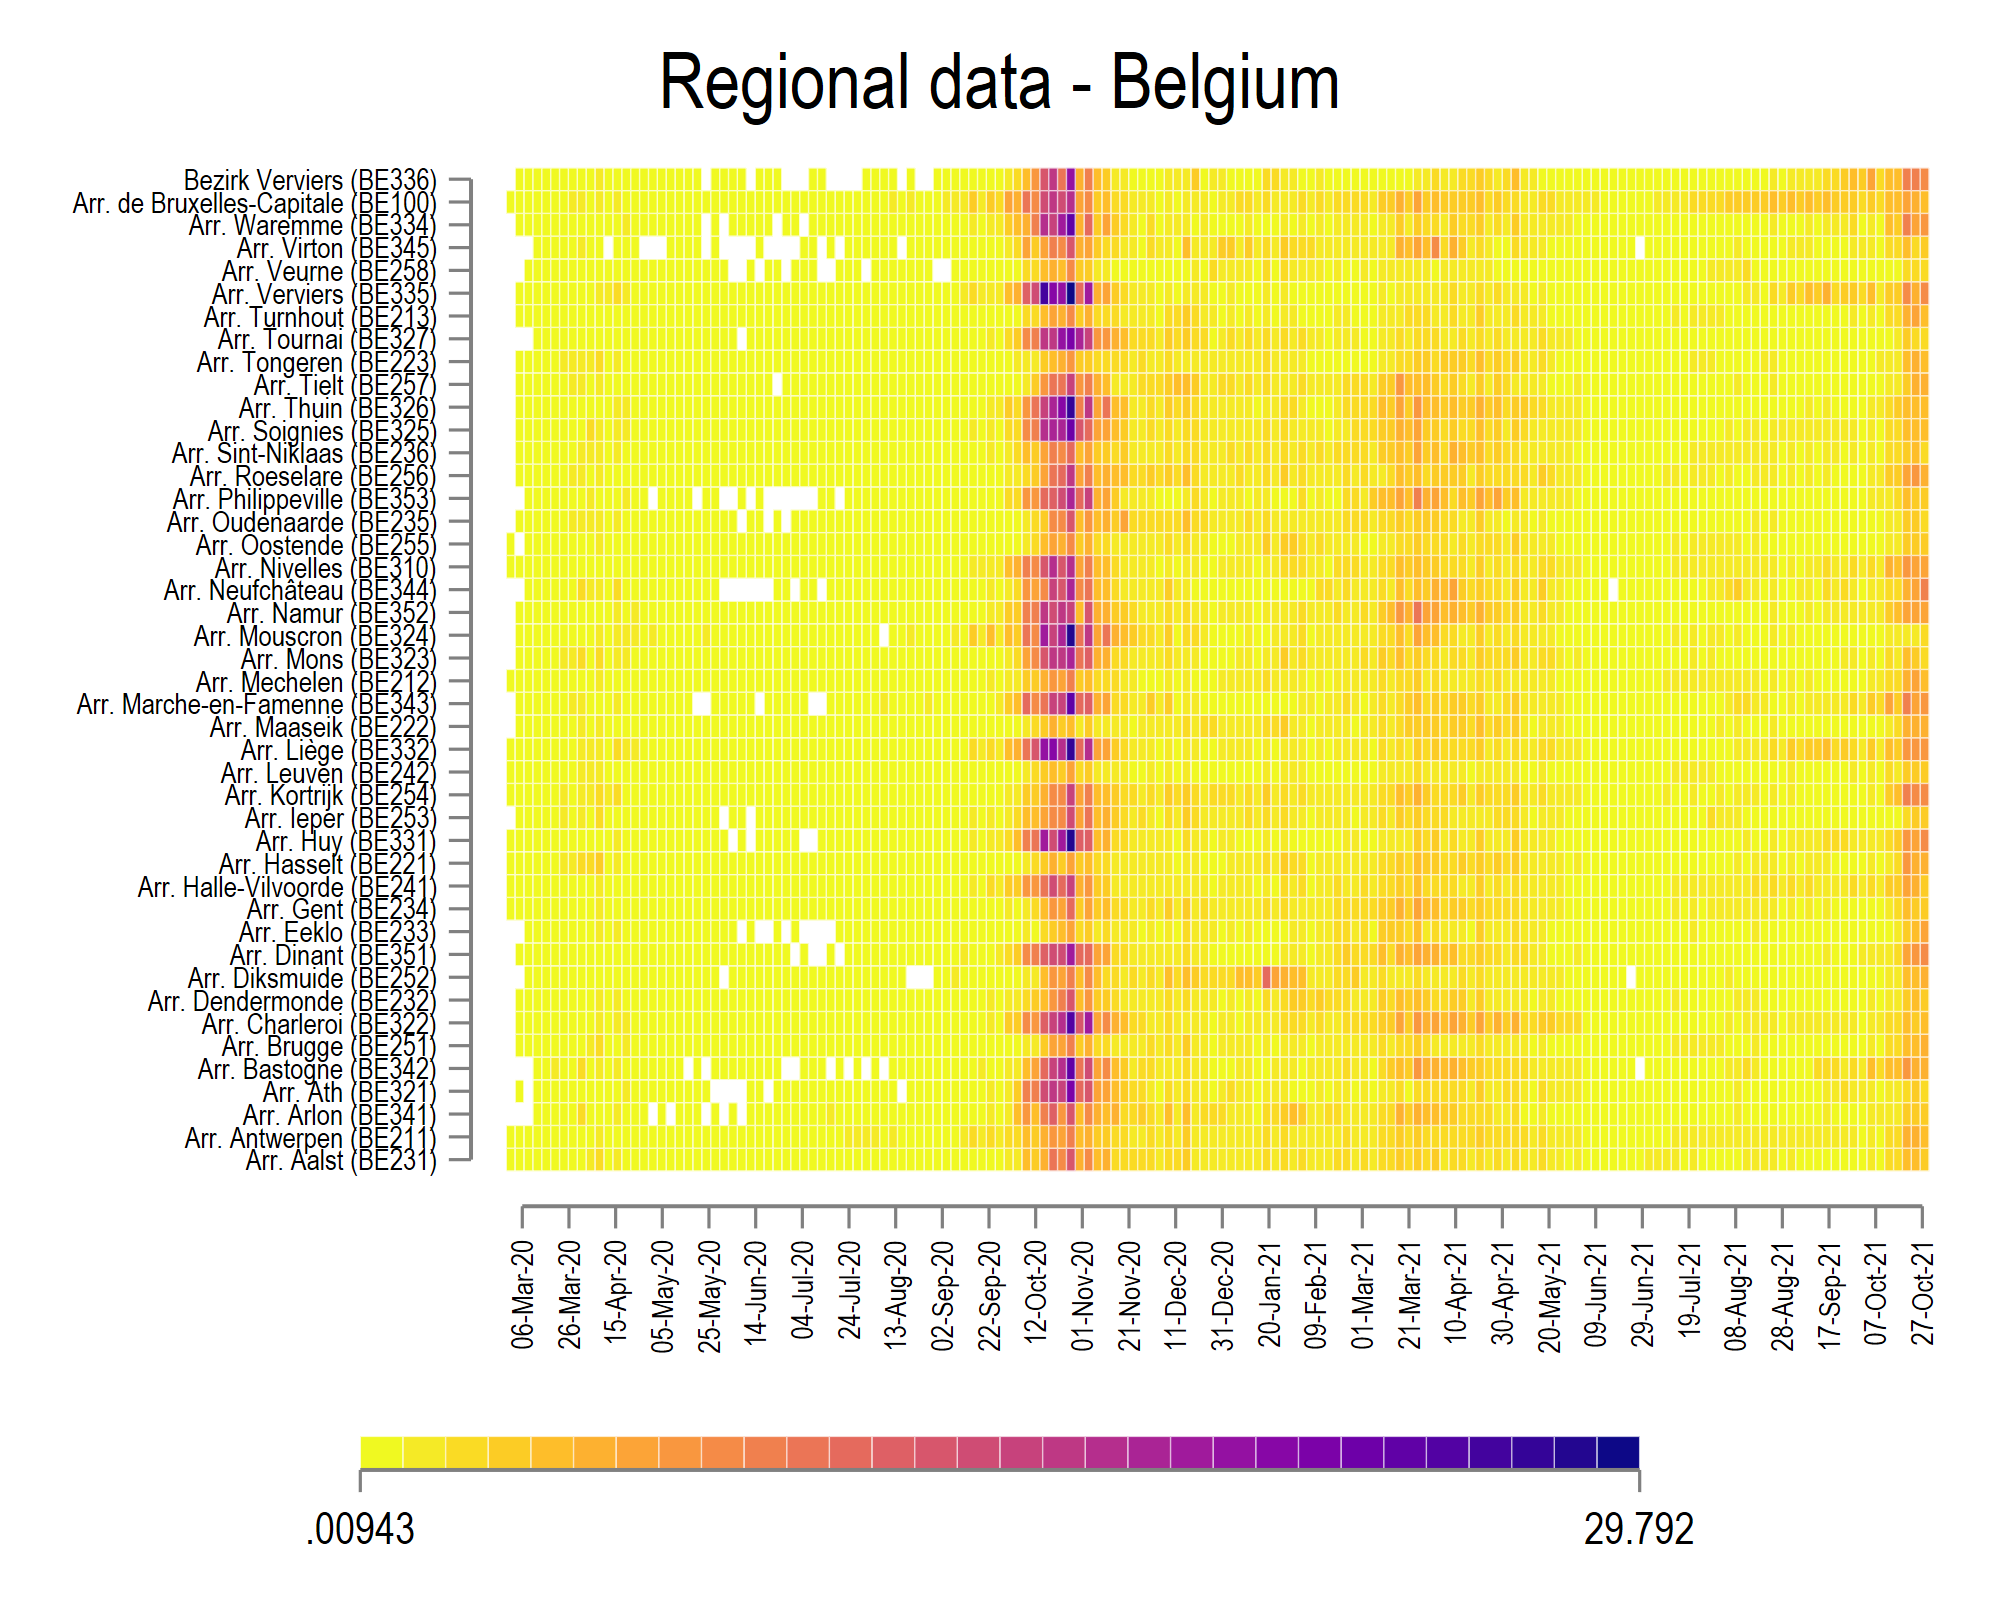 Regional data - Belgium
Bezirk Verviers (BE336)
Arr. de Bruxelles-Capitale (BE100)
Arr. Waremme (BE334)
Arr. Virton (BE345)
Arr. Veurne (BE258)
Arr. Verviers (BE335)
Arr. Turnhout (BE213)
Arr. Tournai (BE327)
Arr. Tongeren (BE223)
Arr. Tielt (BE257)
Arr. Thuin (BE326)
Arr. Soignies (BE325)
Arr. Sint-Niklaas (BE236)
Arr. Roeselare (BE256)
Arr. Philippeville (BE353)
Arr. Oudenaarde (BE235)
Arr. Oostende (BE255)
Arr. Nivelles (BE310)
Arr. Neufchâteau (BE344)
Arr. Namur (BE352)
Arr. Mouscron (BE324)
Arr. Mons (BE323)
Arr. Mechelen (BE212)
Arr. Marche-en-Famenne (BE343)
Arr. Maaseik (BE222)
Arr. Liège (BE332)
Arr. Leuven (BE242)
Arr. Kortrijk (BE254)
Arr. Ieper (BE253)
Arr. Huy (BE331)
Arr. Hasselt (BE221)
Arr. Halle-Vilvoorde (BE241)
Arr. Gent (BE234)
Arr. Eeklo (BE233)
Arr. Dinant (BE351)
Arr. Diksmuide (BE252)
Arr. Dendermonde (BE232)
Arr. Charleroi (BE322)
Arr. Brugge (BE251)
Arr. Bastogne (BE342)
Arr. Ath (BE321)
Arr. Arlon (BE341)
Arr. Antwerpen (BE211)
Arr. Aalst (BE231)
06-Mar-20
26-Mar-20
15-Apr-20
05-May-20
25-May-20
14-Jun-20
04-Jul-20
24-Jul-20
13-Aug-20
02-Sep-20
22-Sep-20
12-Oct-20
01-Nov-20
21-Nov-20
11-Dec-20
31-Dec-20
20-Jan-21
09-Feb-21
01-Mar-21
21-Mar-21
10-Apr-21
30-Apr-21
20-May-21
09-Jun-21
29-Jun-21
19-Jul-21
08-Aug-21
28-Aug-21
17-Sep-21
07-Oct-21
27-Oct-21
.00943
29.792